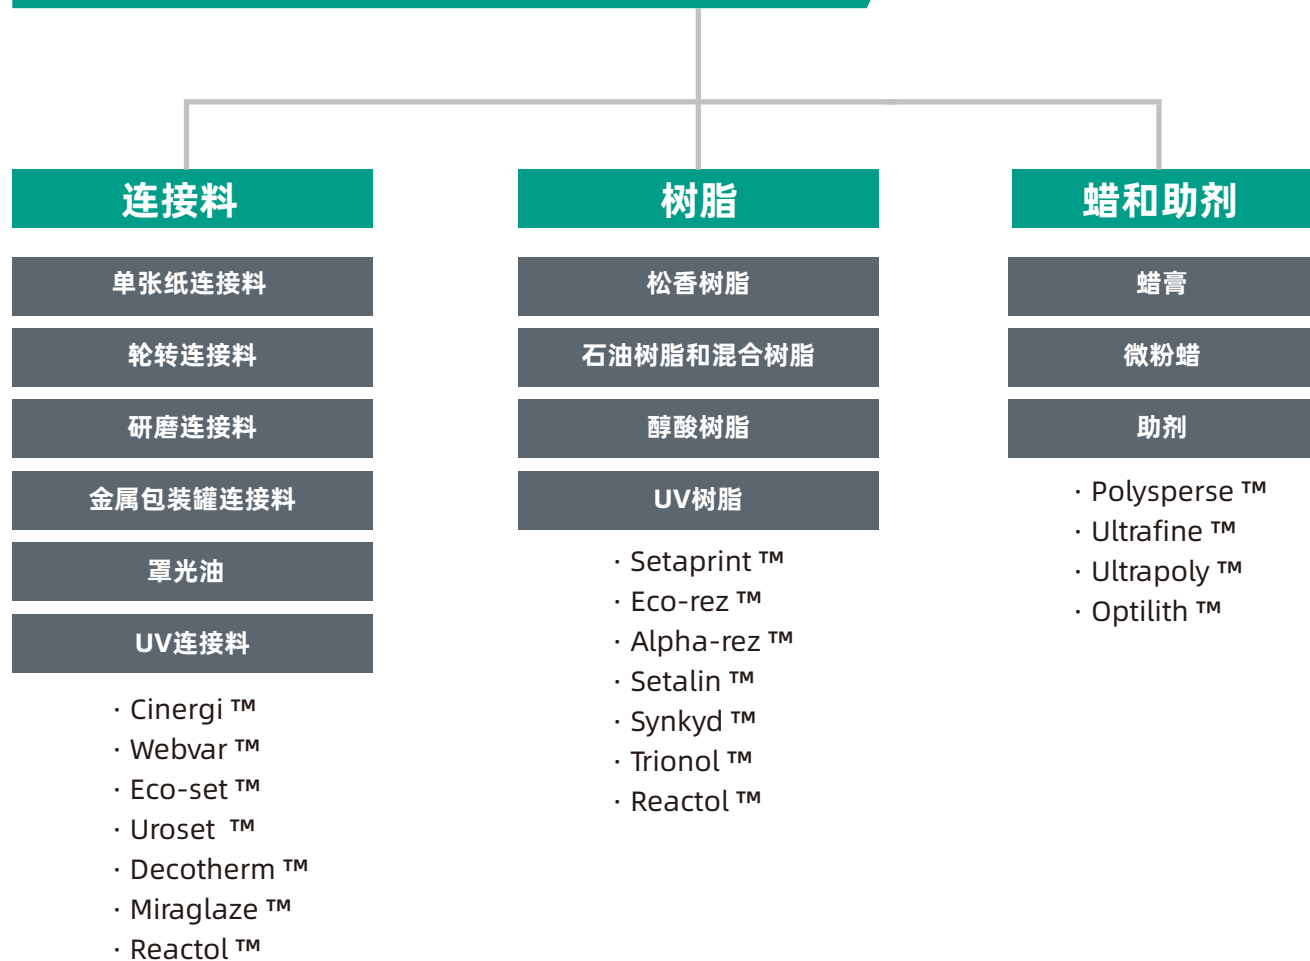 连接料
单张纸连接料
轮转连接料
研磨连接料
金属包装罐连接料
罩光油
UV连接料
· Cinergi ™
· Webvar ™
· Eco-set ™
· Uroset ™
· Decotherm ™
· Miraglaze ™
· Reactol ™
树脂
松香树脂
石油树脂和混合树脂
醇酸树脂
UV树脂
· Setaprint ™
· Eco-rez ™
· Alpha-rez ™
· Setalin ™
· Synkyd ™
· Trionol ™
· Reactol ™
蜡和助剂
蜡膏
微粉蜡
助剂
· Polysperse ™
· Ultrafine ™
· Ultrapoly ™
· Optilith ™